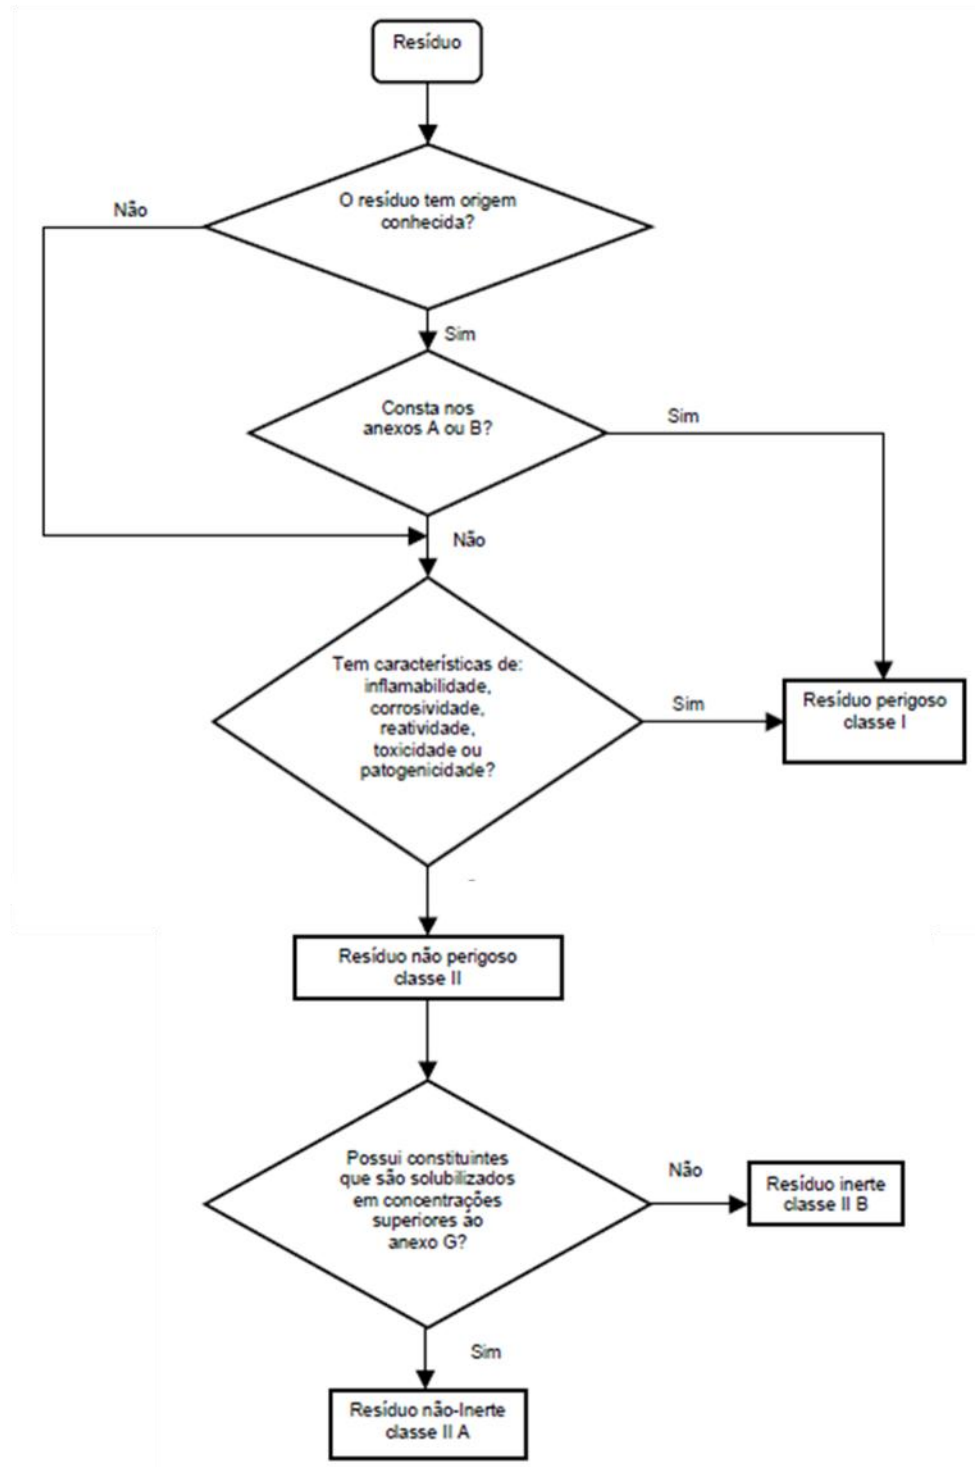 Resíduo
O resíduo tem origem
conhecida?
Não
Sim
Consta nos
anexos A ou B?
Sim
Não
Tem características de:
inflamabilidade,
corrosividade,
reatividade,
toxicidade ou
patogenicidade?
Sim
Resíduo perigoso
classe I
Resíduo não perigoso
classe II
Possui constituintes
que são solubilizados
em concentrações
superiores ao
anexo G?
Não
Resíduo inerte
classe II B
Sim
Resíduo não-Inerte
classe II A